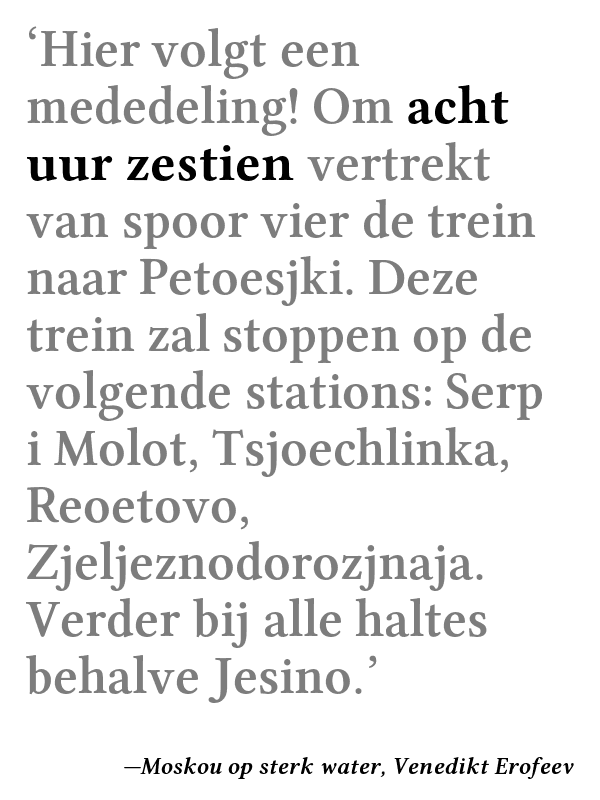 ‘Hier volgt een
mededeling! Om acht
uur zestien vertrekt
van spoor vier de trein
naar Petoesjki. Deze
trein zal stoppen op de
volgende stations: Serp
i Molot, Tsjoechlinka,
Reoetovo,
Zjeljeznodorozjnaja.
Verder bij alle haltes
behalve Jesino.’
—Moskou op sterk water, Venedikt Erofeev